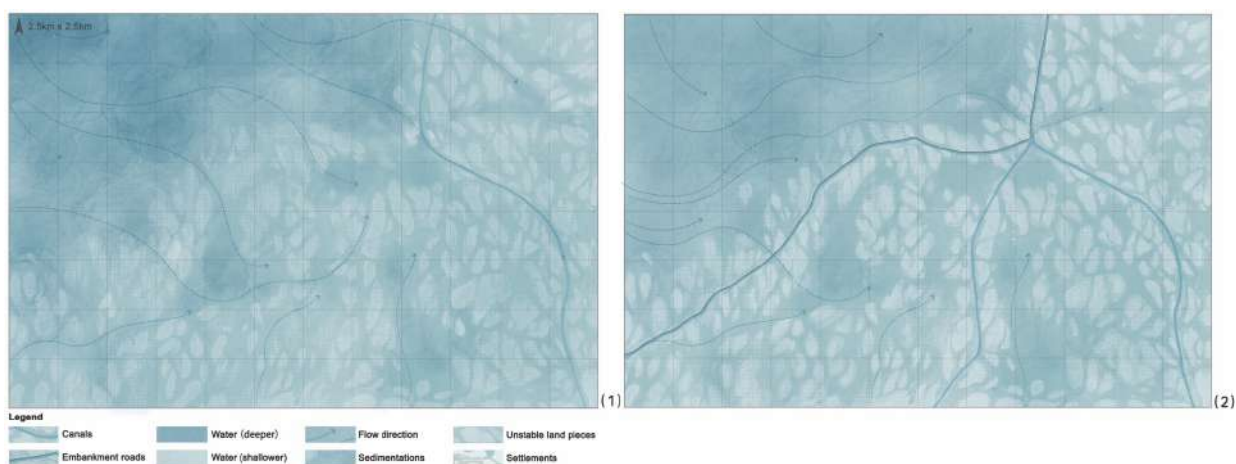 2.5km x 2.5km
(1)
(2)
Legend
Canals
Water (deeper)
Flow direction
Unstable land pieces
Embankment roads
Water (shallower)
Sedimentations
Settlements